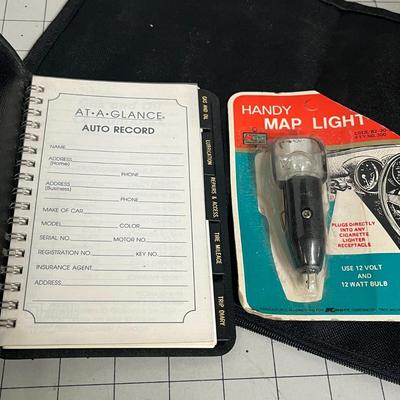 AT-A-GLANCE®
AUTO RECORD
NAME
ADDRESS
(Home) PHONE
ADDRESS
(Business) PHONE
MAKE OF CAR
MODEL COLOR
SERIAL NO. MOTOR NO.
REGISTRATION NO. KEY NO.
INSURANCE AGENT
ADDRESS
GAS AND OIL
LUBRICATION
REPAIRS & ACCESS.
TIRE MILEAGE
TRIP DIARY
HANDY
MAP LIGHT
PLUGS DIRECTLY
INTO ANY
CIGARETTE
LIGHTER
RECEPTACLE
USE 12 VOLT
AND
12 WATT BULB